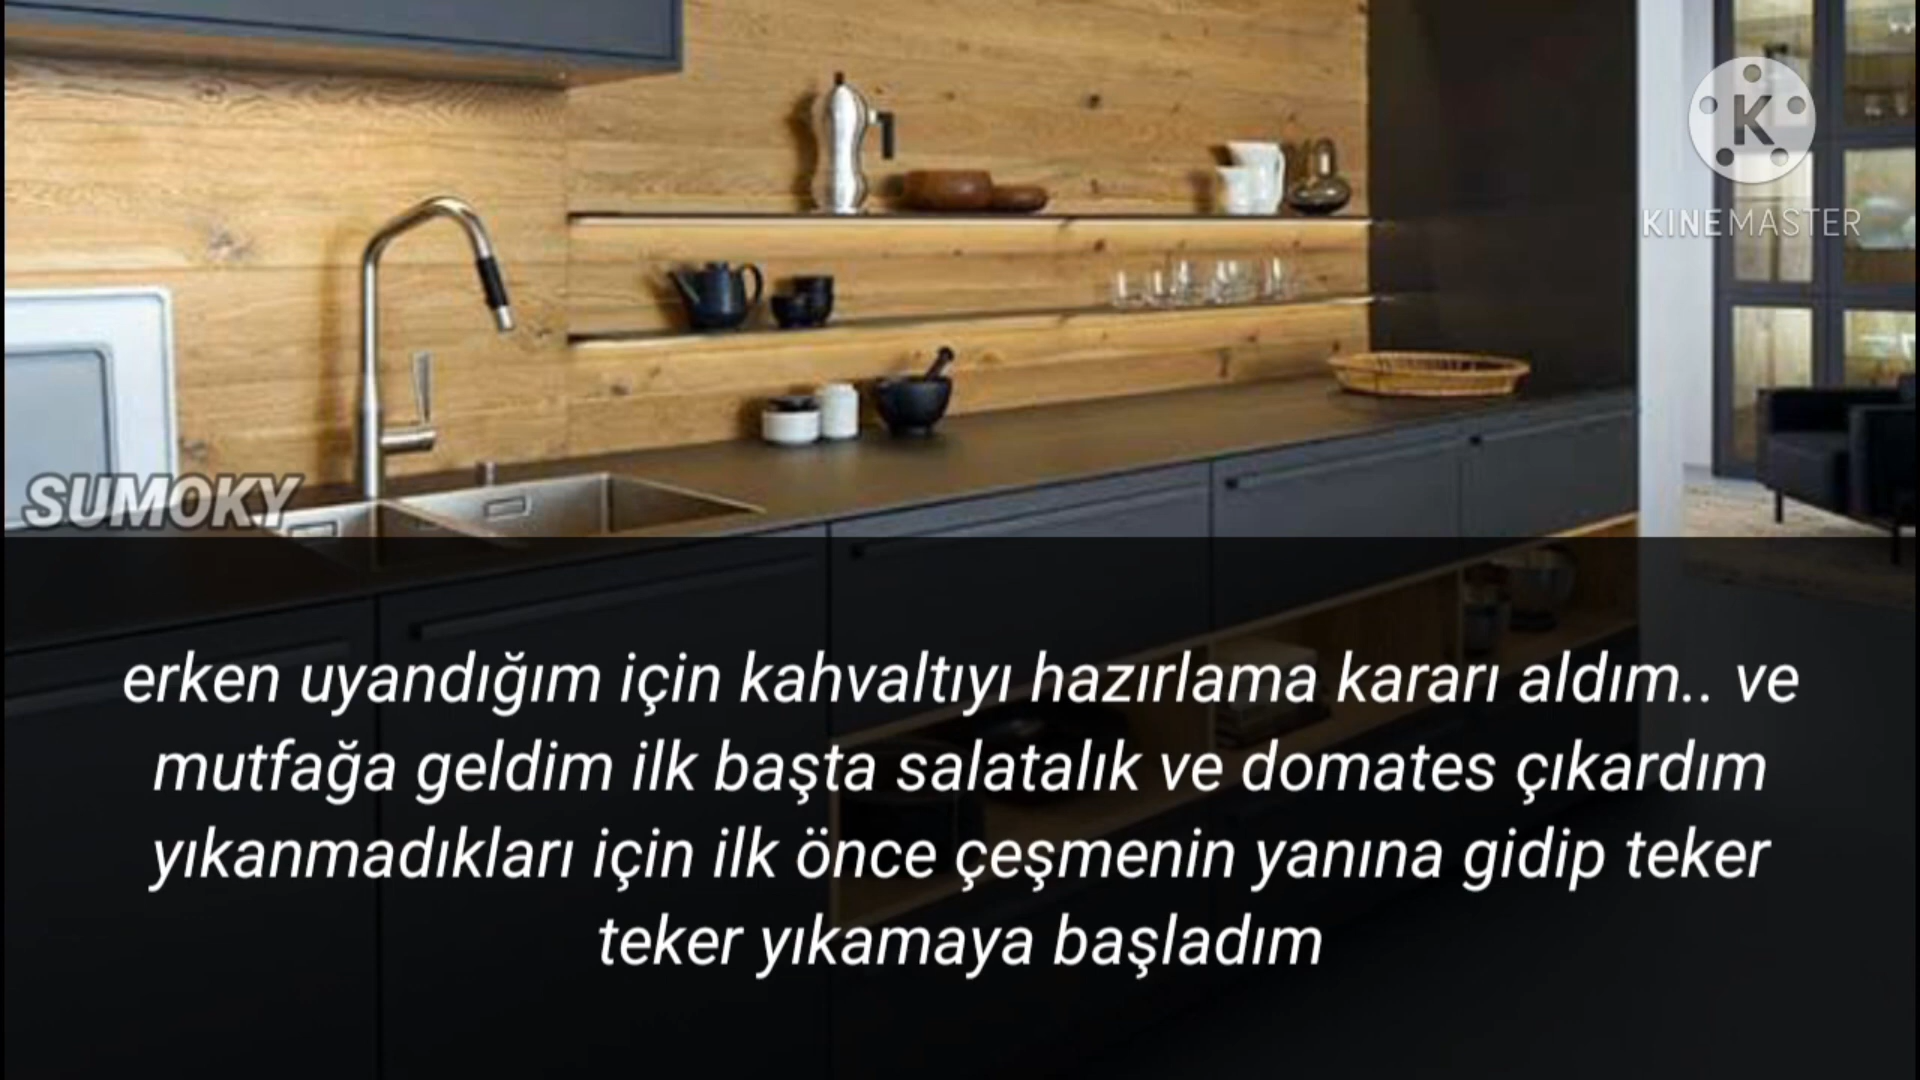 K
KINEMASTER
SUMOKY
erken uyandığım için kahvaltıyı hazırlama kararı aldım.. ve
mutfağa geldim ilk başta salatalık ve domates çıkardım
yıkanmadıkları için ilk önce çeşmenin yanına gidip teker
teker yıkamaya başladım